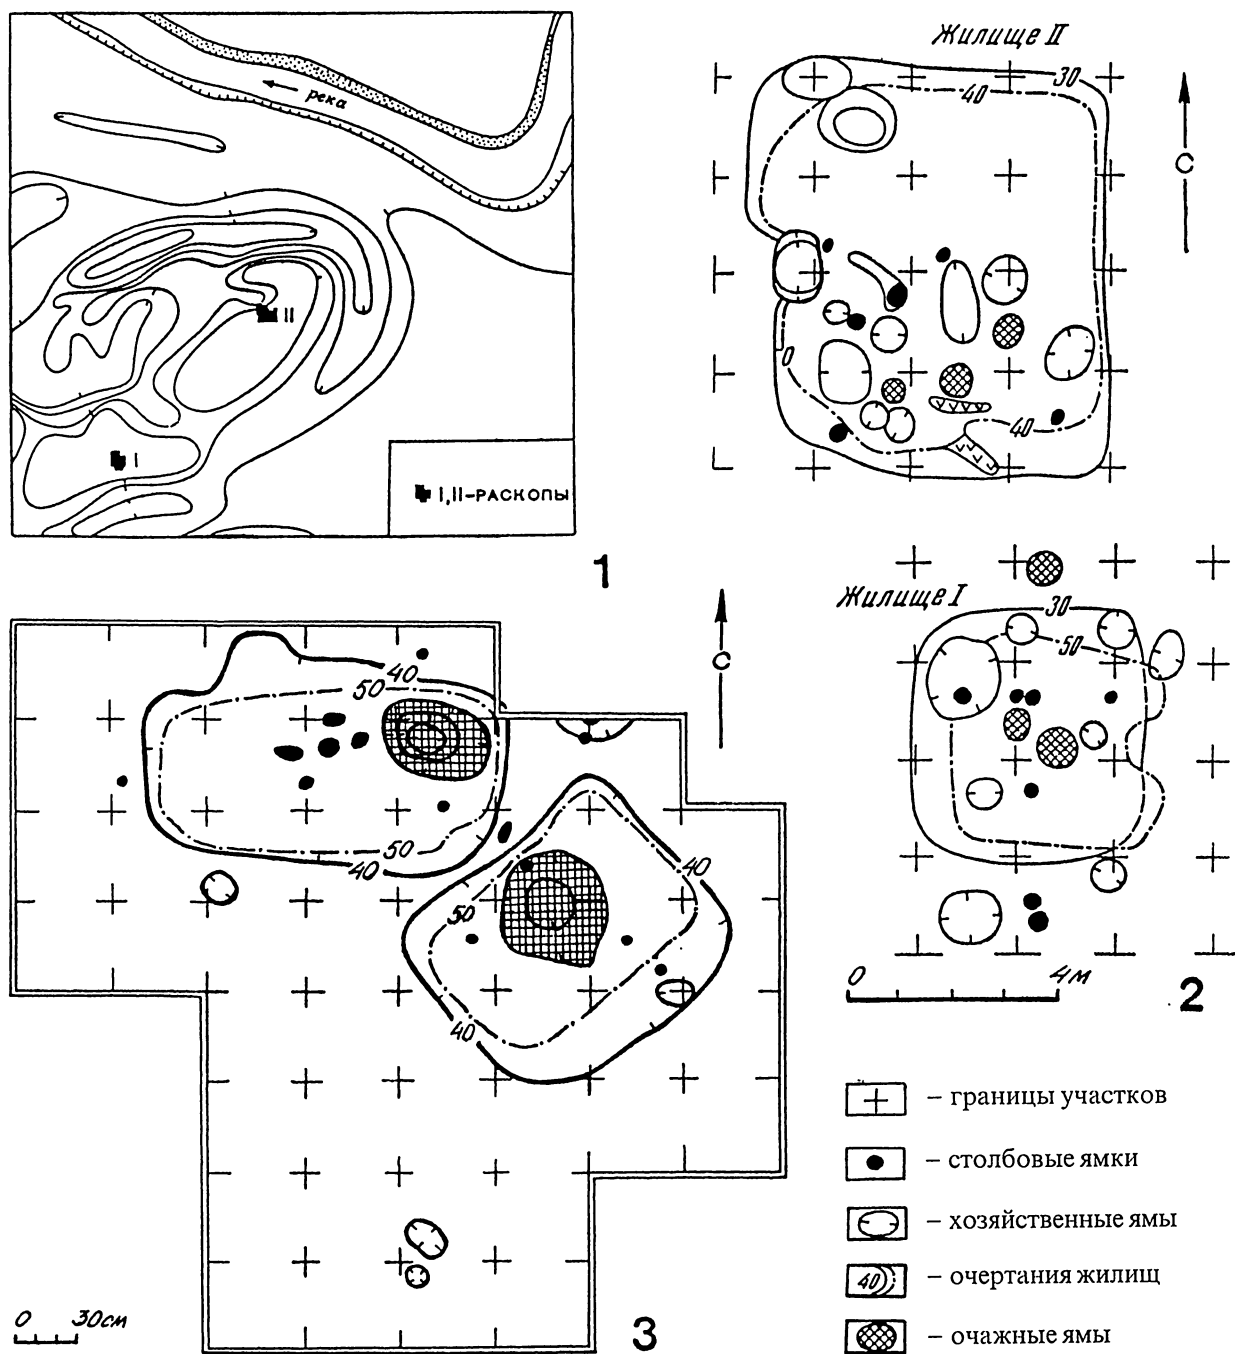 река
II
I
I, II-РАСКОПЫ
1
Жилище II
30
40
С
0
40
Жилище I
30
50
0 4м
2
С
40
50
50
40
40
50
40
0 30см
3
– границы участков
– столбовые ямки
– хозяйственные ямы
40 – очертания жилищ
– очажные ямы